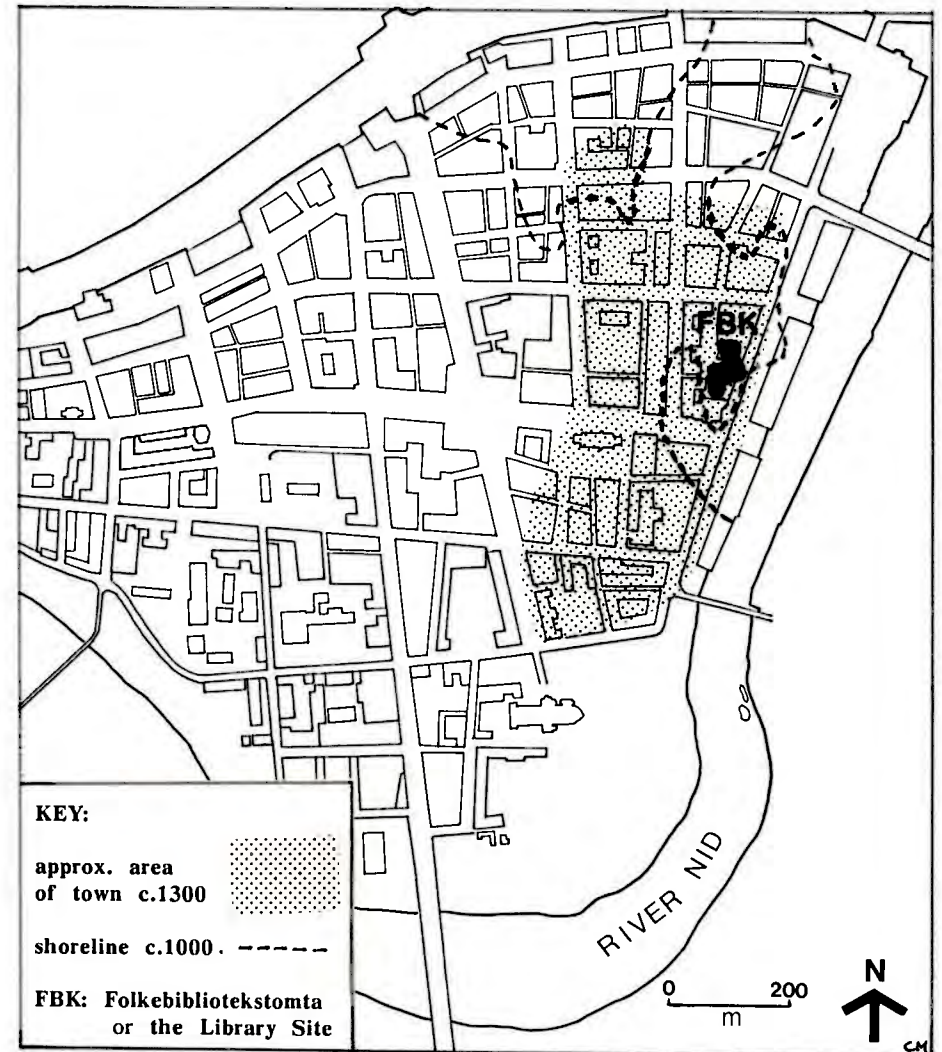 FBK
KEY:
approx. area
of town c.1300
shoreline c.1000.
FBK: Folkebibliotekstomta
or the Library Site
RIVER NID
0 200
m
N
CM